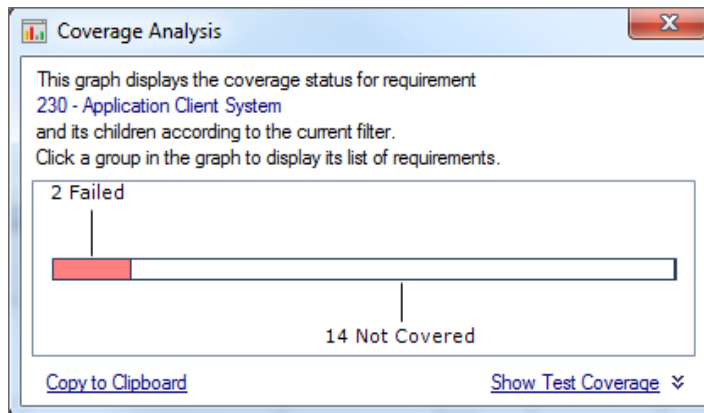 Coverage Analysis
This graph displays the coverage status for requirement
230 - Application Client System
and its children according to the current filter.
Click a group in the graph to display its list of requirements.
2 Failed
14 Not Covered
Copy to Clipboard
Show Test Coverage